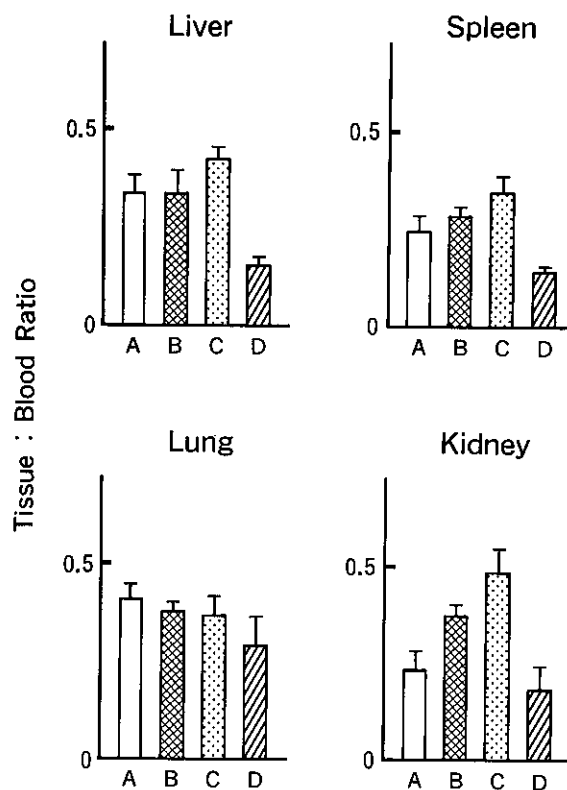 Liver
Spleen
0.5
0.5
0
0
A B C D
A B C D
Tissue : Blood Ratio
Lung
Kidney
0.5
0.5
0
0
A B C D
A B C D